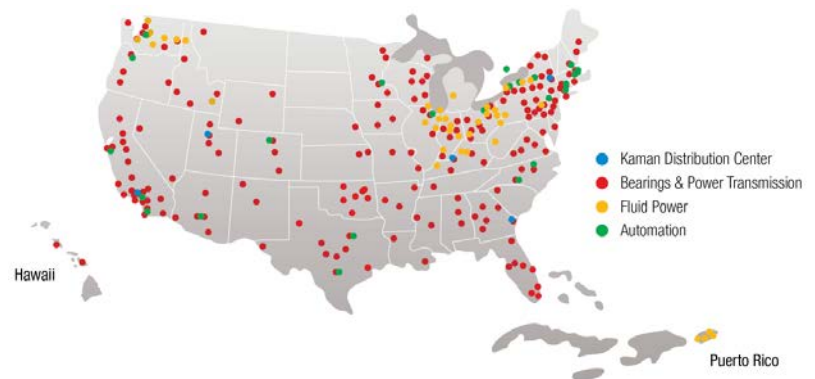 Kaman Distribution Center
Bearings & Power Transmission
Fluid Power
Automation
Hawaii
Puerto Rico